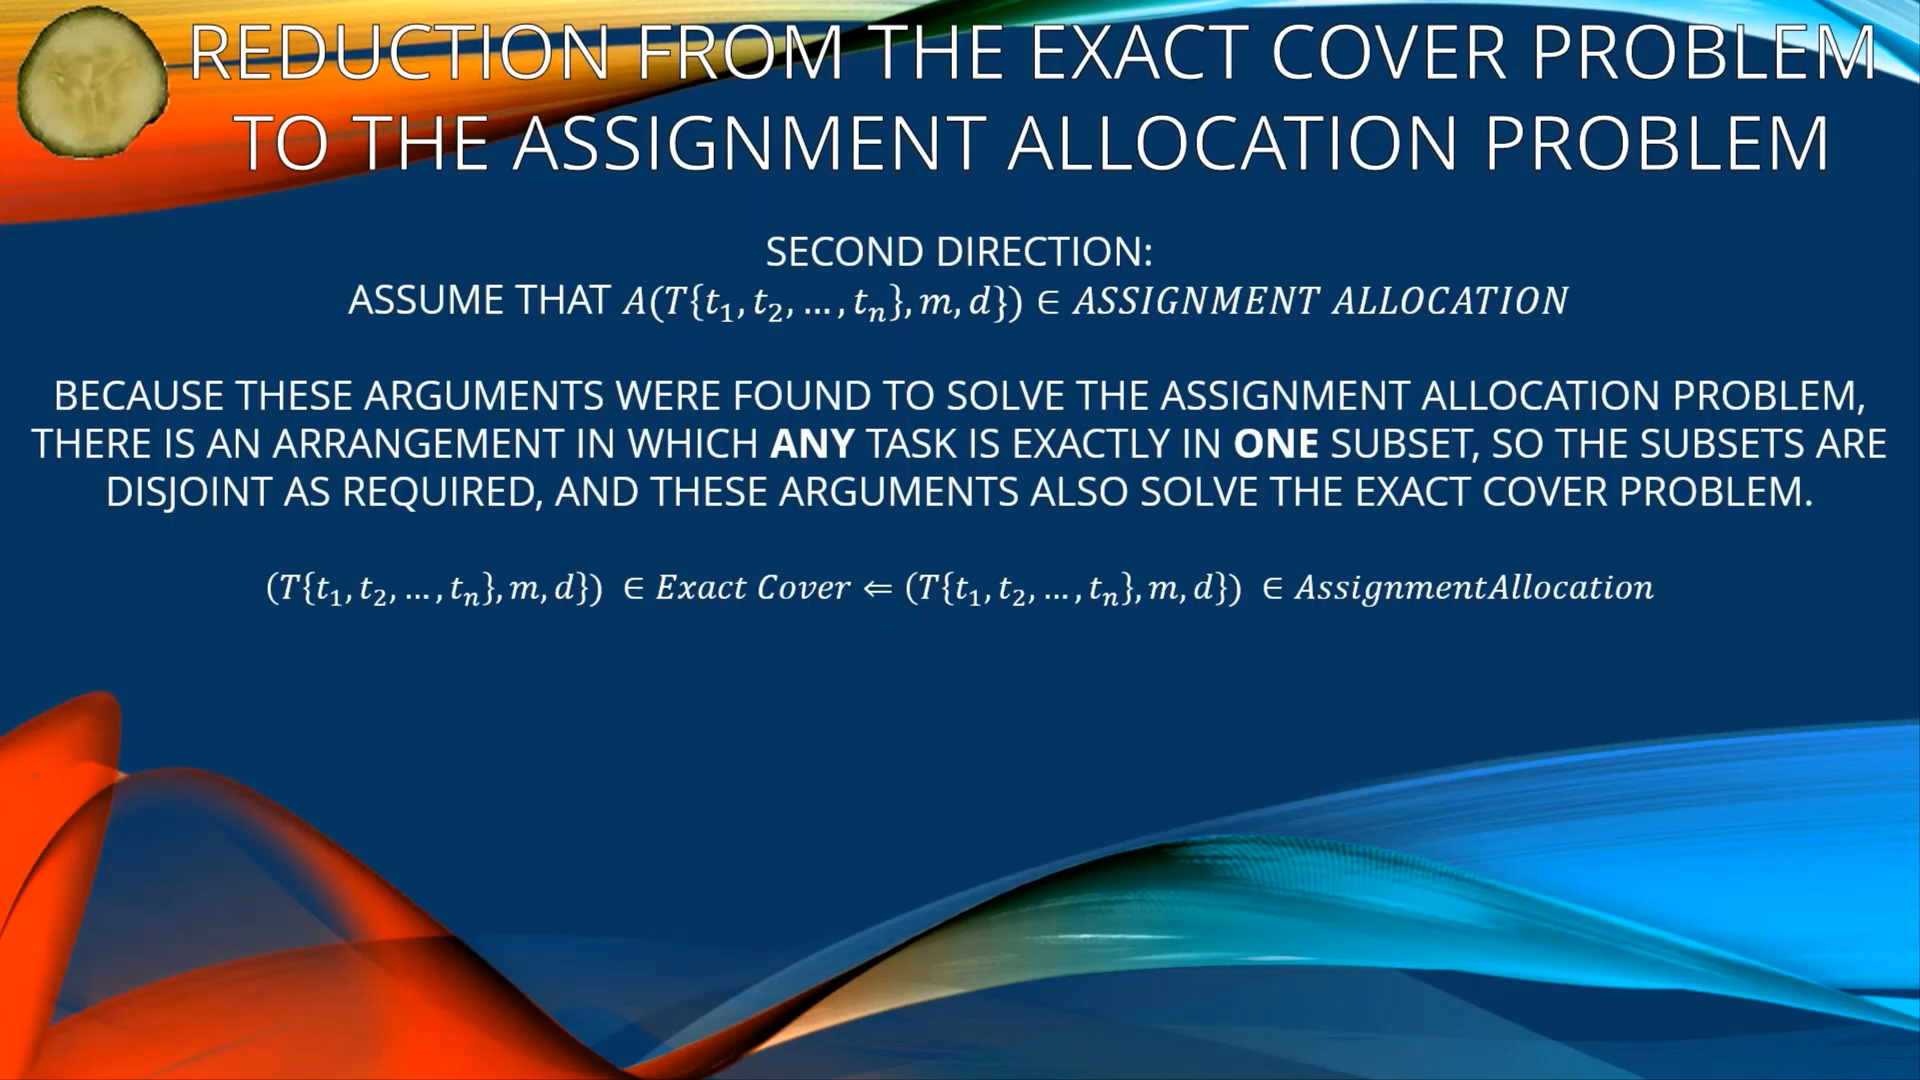 REDUCTION FROM THE EXACT COVER PROBLEM
TO THE ASSIGNMENT ALLOCATION PROBLEM
SECOND DIRECTION:
ASSUME THAT A(T{t₁, t₂, … , tₙ}, m, d}) ∈ ASSIGNMENT ALLOCATION
BECAUSE THESE ARGUMENTS WERE FOUND TO SOLVE THE ASSIGNMENT ALLOCATION PROBLEM,
THERE IS AN ARRANGEMENT IN WHICH ANY TASK IS EXACTLY IN ONE SUBSET, SO THE SUBSETS ARE
DISJOINT AS REQUIRED, AND THESE ARGUMENTS ALSO SOLVE THE EXACT COVER PROBLEM.
(T{t₁, t₂, … , tₙ}, m, d}) ∈ Exact Cover ⇐ (T{t₁, t₂, … , tₙ}, m, d}) ∈ AssignmentAllocation